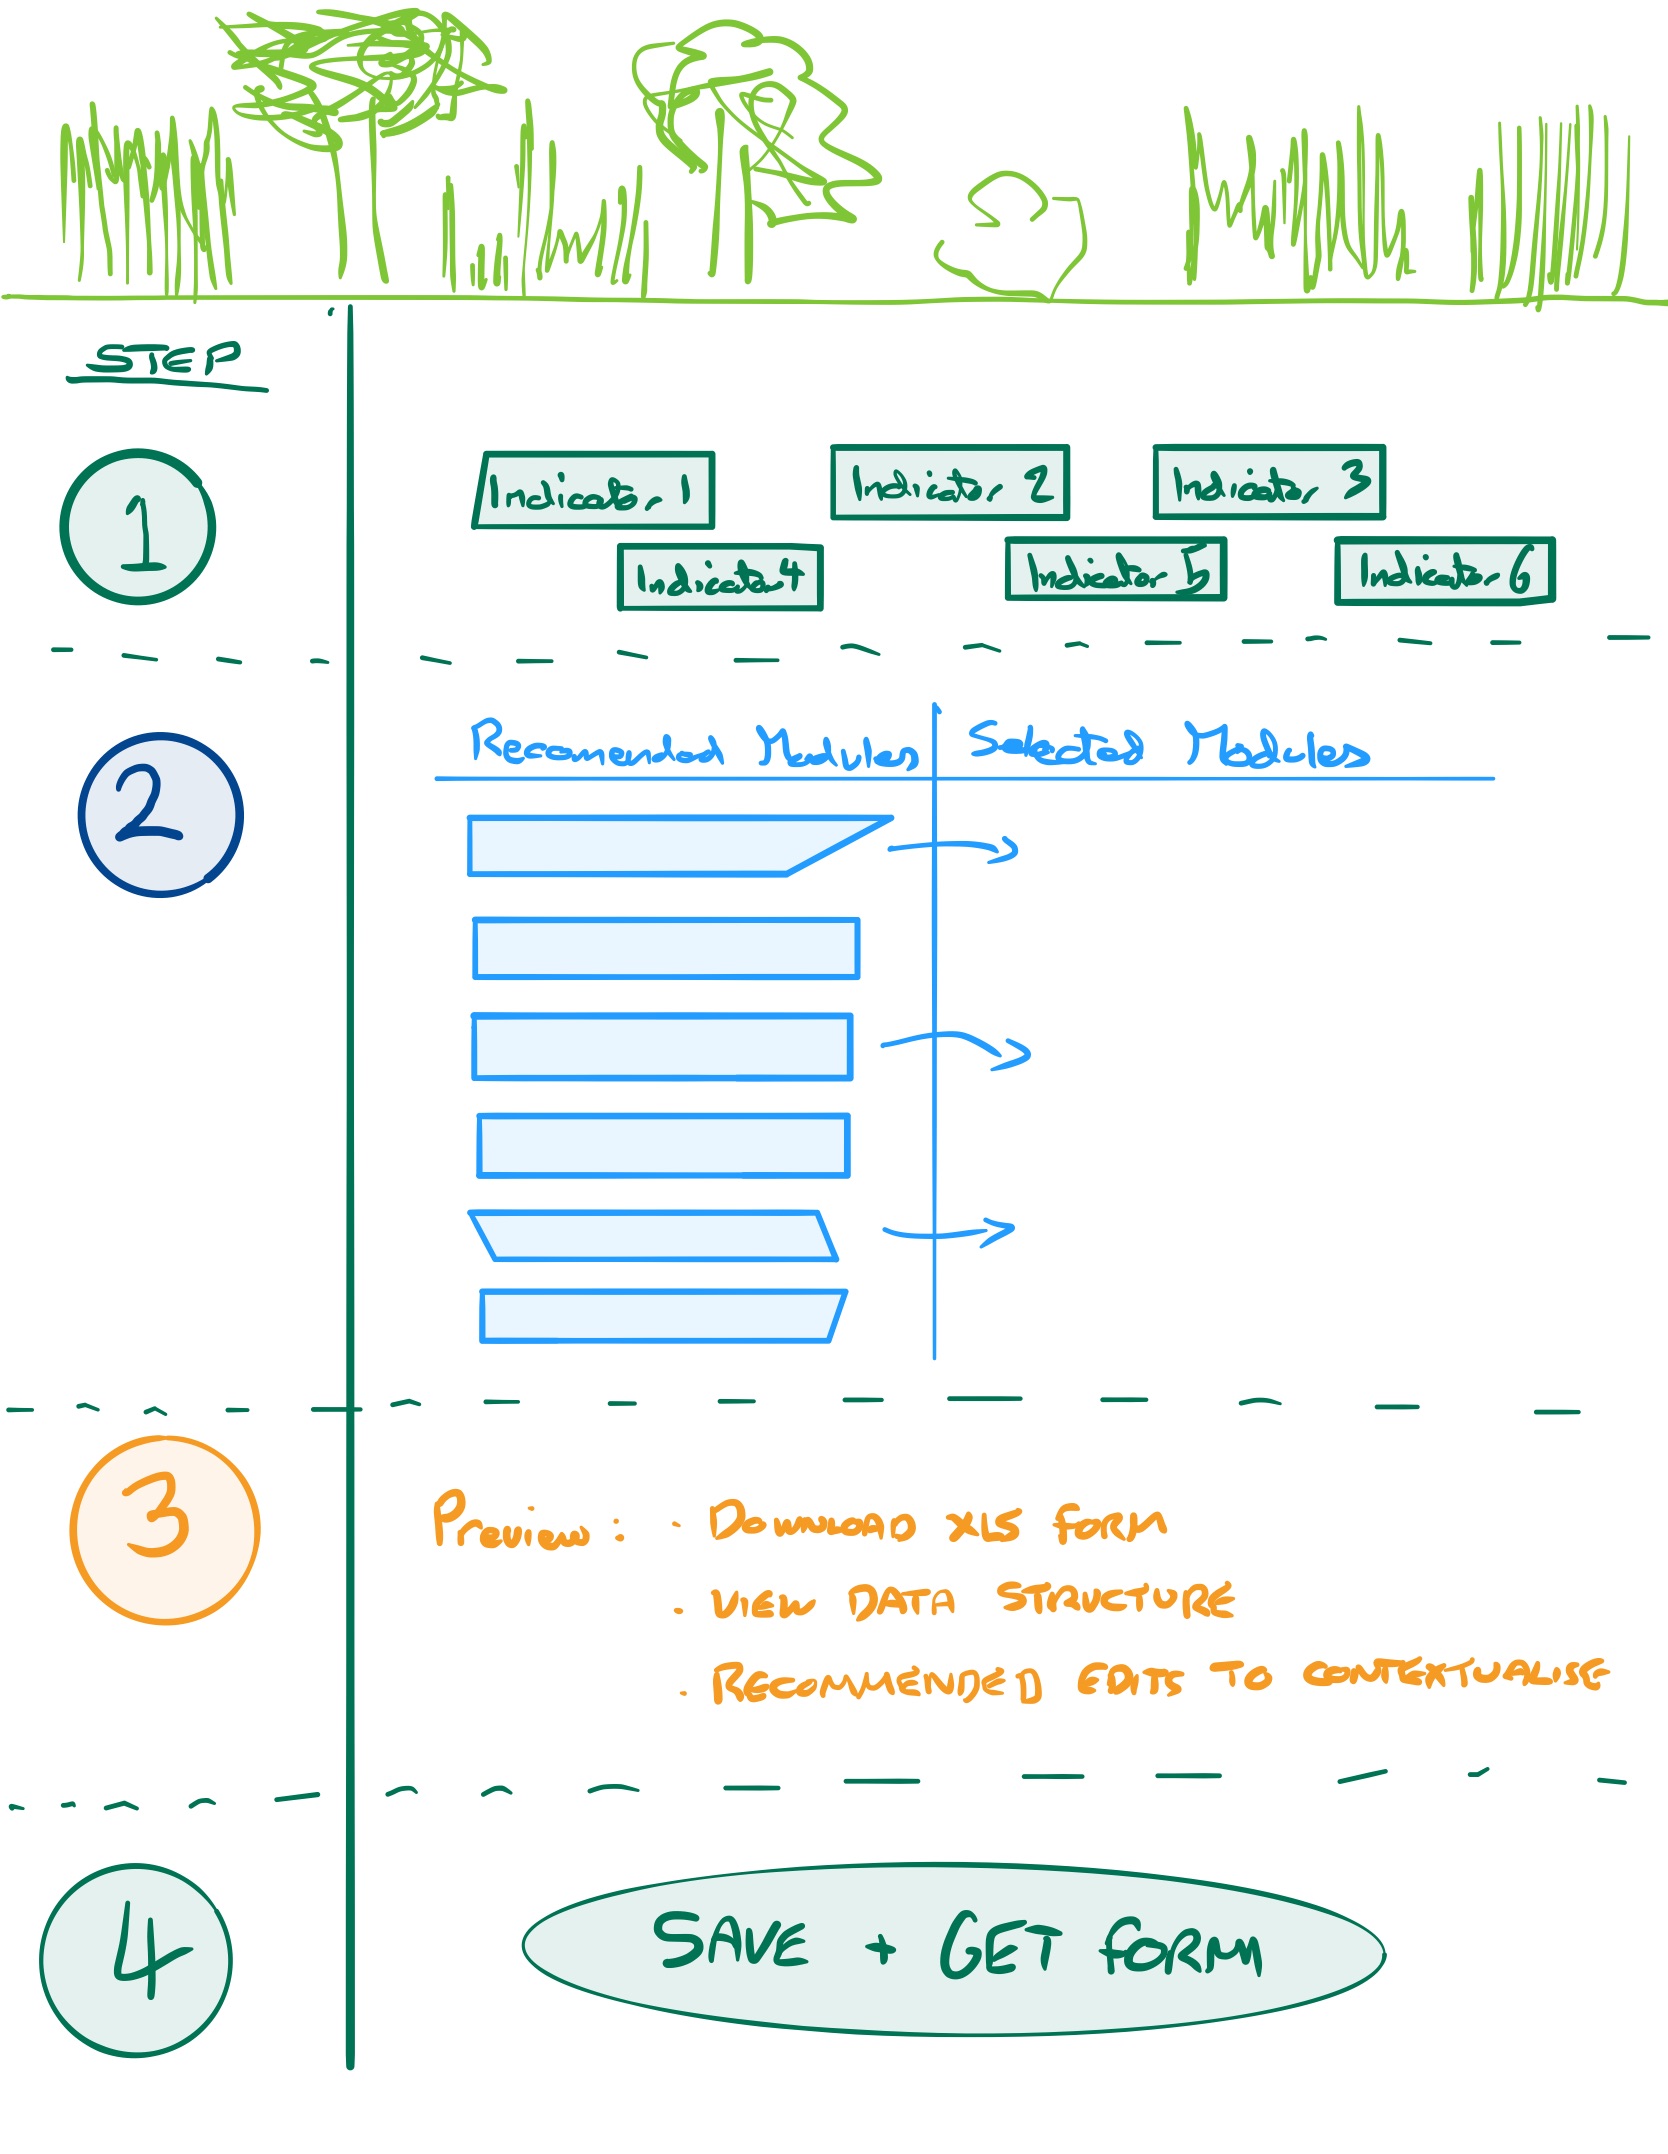 STEP
1
Indicator 1
Indicator 2
Indicator 3
Indicator 4
Indicator 5
Indicator 6
2
Recomended Modules
Selected Modules
3
Preview:
· DOWNLOAD XLS FORM
· VIEW DATA STRUCTURE
· RECOMMENDED EDITS TO CONTEXTUALISE
4
SAVE + GET FORM